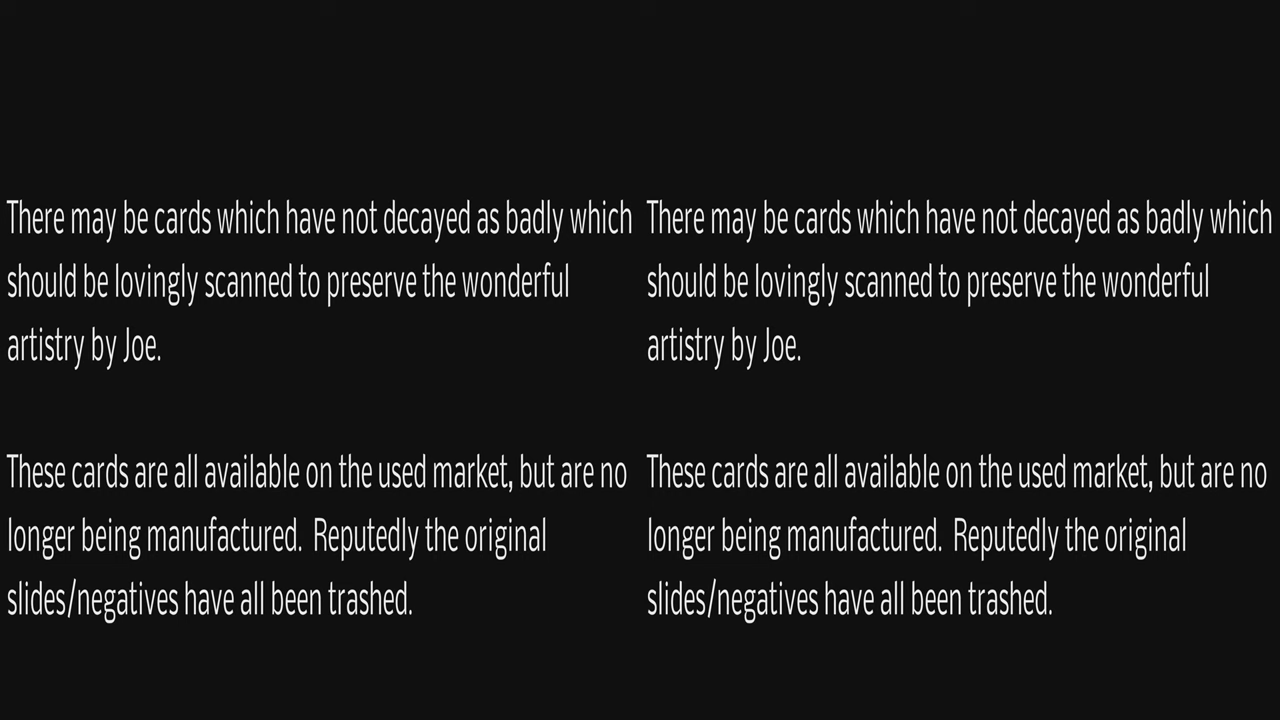 There may be cards which have not decayed as badly which
should be lovingly scanned to preserve the wonderful
artistry by Joe.
These cards are all available on the used market, but are no
longer being manufactured.  Reputedly the original
slides/negatives have all been trashed.
There may be cards which have not decayed as badly which
should be lovingly scanned to preserve the wonderful
artistry by Joe.
These cards are all available on the used market, but are no
longer being manufactured.  Reputedly the original
slides/negatives have all been trashed.